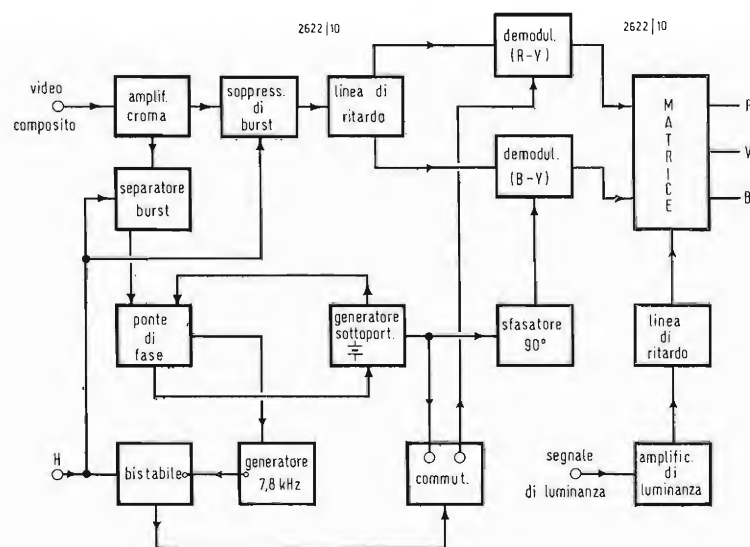 2622|10
2622|10
video
composito
amplif.
croma
soppress.
di
burst
linea di
ritardo
demodul.
(R-Y)
demodul.
(B-Y)
MATRICE
V
B
separatore
burst
ponte
di
fase
generatore
sottoport.
sfasatore
90°
linea
di
ritardo
H
bistabile
generatore
7,8 kHz
commut.
segnale
di luminanza
amplific.
di
luminanza